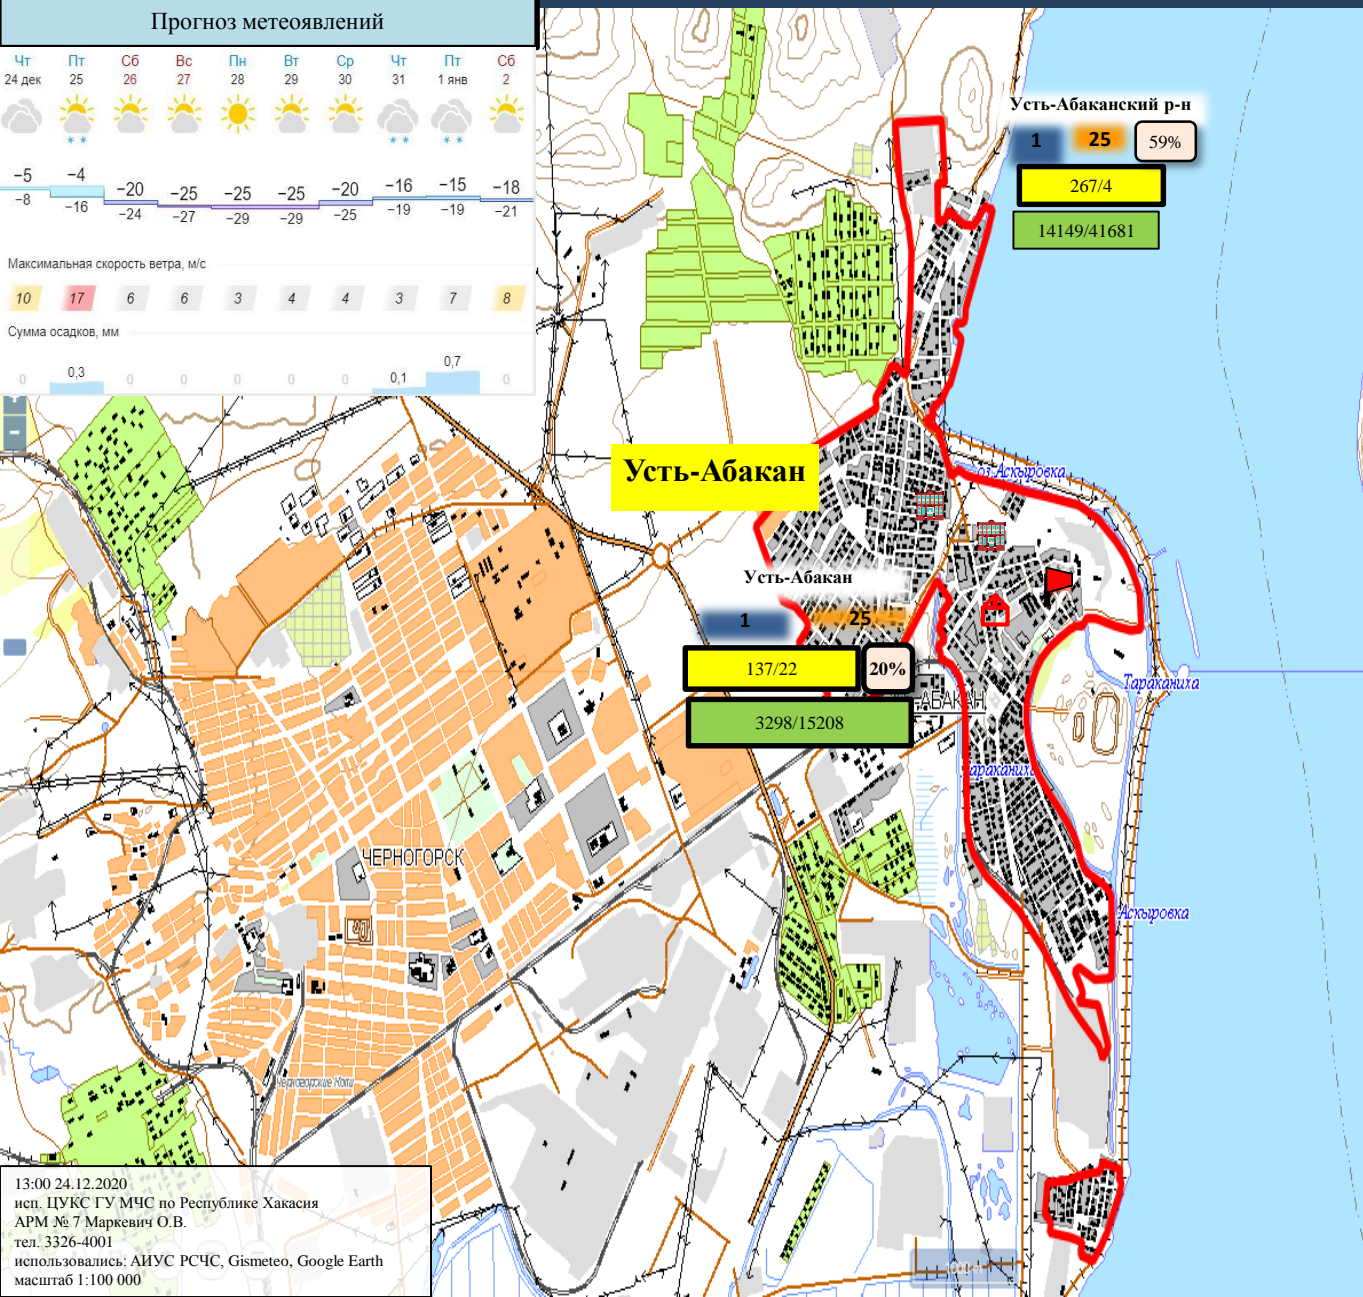 Прогноз метеоявлений
Чт Пт Сб Вс Пн Вт Ср Чт Пт Сб
24 дек 25 26 27 28 29 30 31 1 янв 2
−5 −4 −20 −25 −25 −25 −20 −16 −15 −18
−8 −16 −24 −27 −29 −29 −25 −19 −19 −21
Максимальная скорость ветра, м/с
10 17 6 6 3 4 4 3 7 8
Сумма осадков, мм
0 0,3 0 0 0 0 0 0,1 0,7 0
Усть-Абаканский р-н
1 25 59%
267/4
14149/41681
Усть-Абакан
оз Аскыровка
Усть-Абакан
1 25
137/22 20%
3298/15208
АБАКАН
Тараканиха
Тараканиха
ЧЕРНОГОРСК
Аскыровка
Черногорские Копи
13:00 24.12.2020
исп. ЦУКС ГУ МЧС по Республике Хакасия
АРМ № 7 Маркевич О.В.
тел. 3326-4001
использовались: АИУС РСЧС, Gismeteo, Google Earth
масштаб 1:100 000